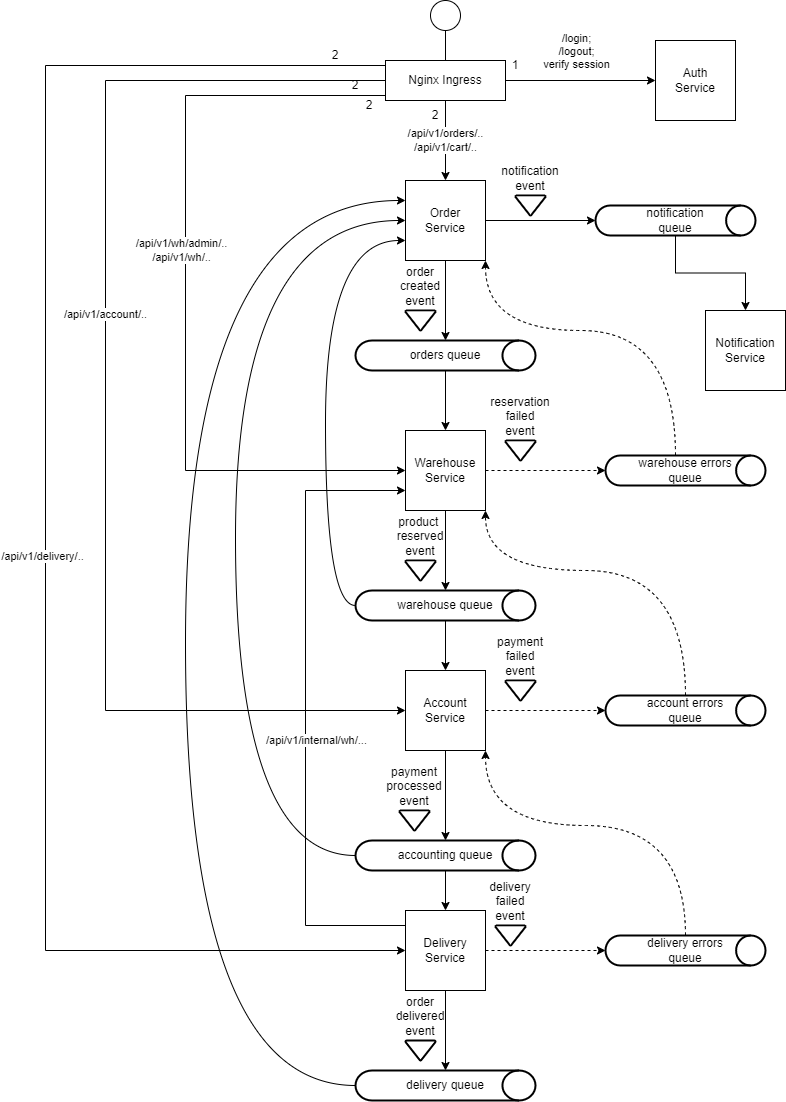 2
/login;
/logout;
verify session
1
Nginx Ingress
Auth
Service
2
2
2
/api/v1/orders/..
/api/v1/cart/..
notification
event
Order
Service
notification
queue
/api/v1/wh/admin/..
/api/v1/wh/..
order
created
event
/api/v1/account/..
Notification
Service
orders queue
reservation
failed
event
Warehouse
Service
warehouse errors
queue
product
reserved
event
/api/v1/delivery/..
warehouse queue
payment
failed
event
Account
Service
account errors
queue
/api/v1/internal/wh/...
payment
processed
event
accounting queue
delivery
failed
event
Delivery
Service
delivery errors
queue
order
delivered
event
delivery queue